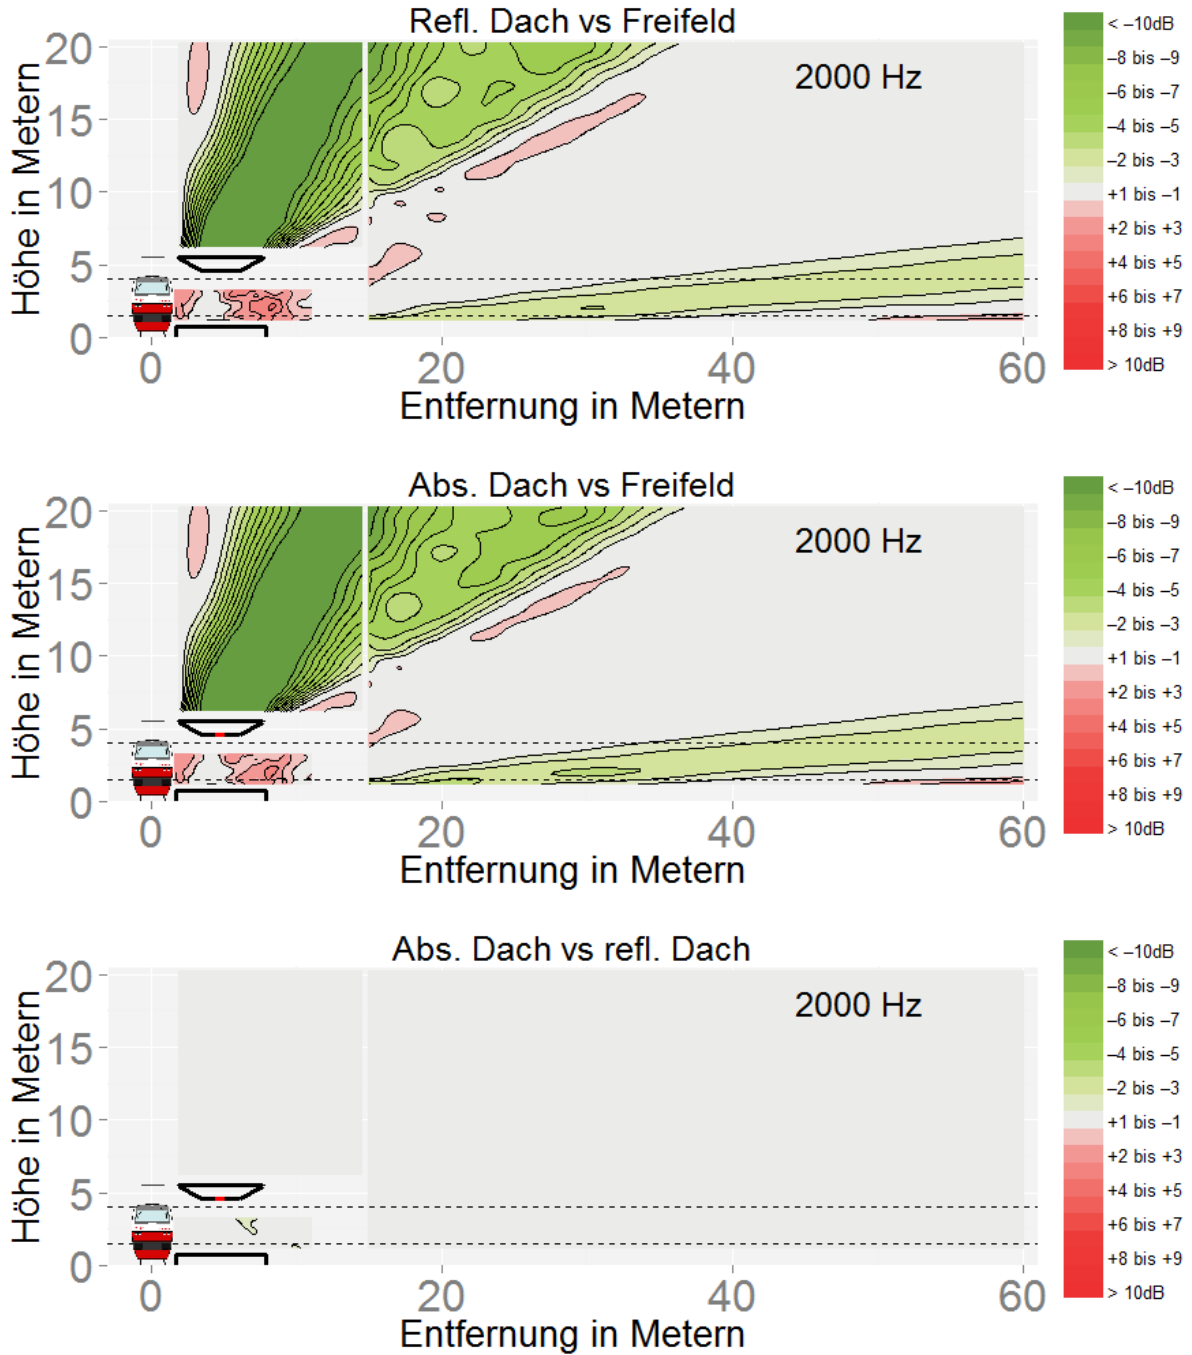 Refl. Dach vs Freifeld
2000 Hz
Höhe in Metern
20
15
10
5
0
0 20 40 60
Entfernung in Metern
< –10dB
–8 bis –9
–6 bis –7
–4 bis –5
–2 bis –3
+1 bis –1
+2 bis +3
+4 bis +5
+6 bis +7
+8 bis +9
> 10dB
Abs. Dach vs Freifeld
2000 Hz
Höhe in Metern
20
15
10
5
0
0 20 40 60
Entfernung in Metern
< –10dB
–8 bis –9
–6 bis –7
–4 bis –5
–2 bis –3
+1 bis –1
+2 bis +3
+4 bis +5
+6 bis +7
+8 bis +9
> 10dB
Abs. Dach vs refl. Dach
2000 Hz
Höhe in Metern
20
15
10
5
0
0 20 40 60
Entfernung in Metern
< –10dB
–8 bis –9
–6 bis –7
–4 bis –5
–2 bis –3
+1 bis –1
+2 bis +3
+4 bis +5
+6 bis +7
+8 bis +9
> 10dB